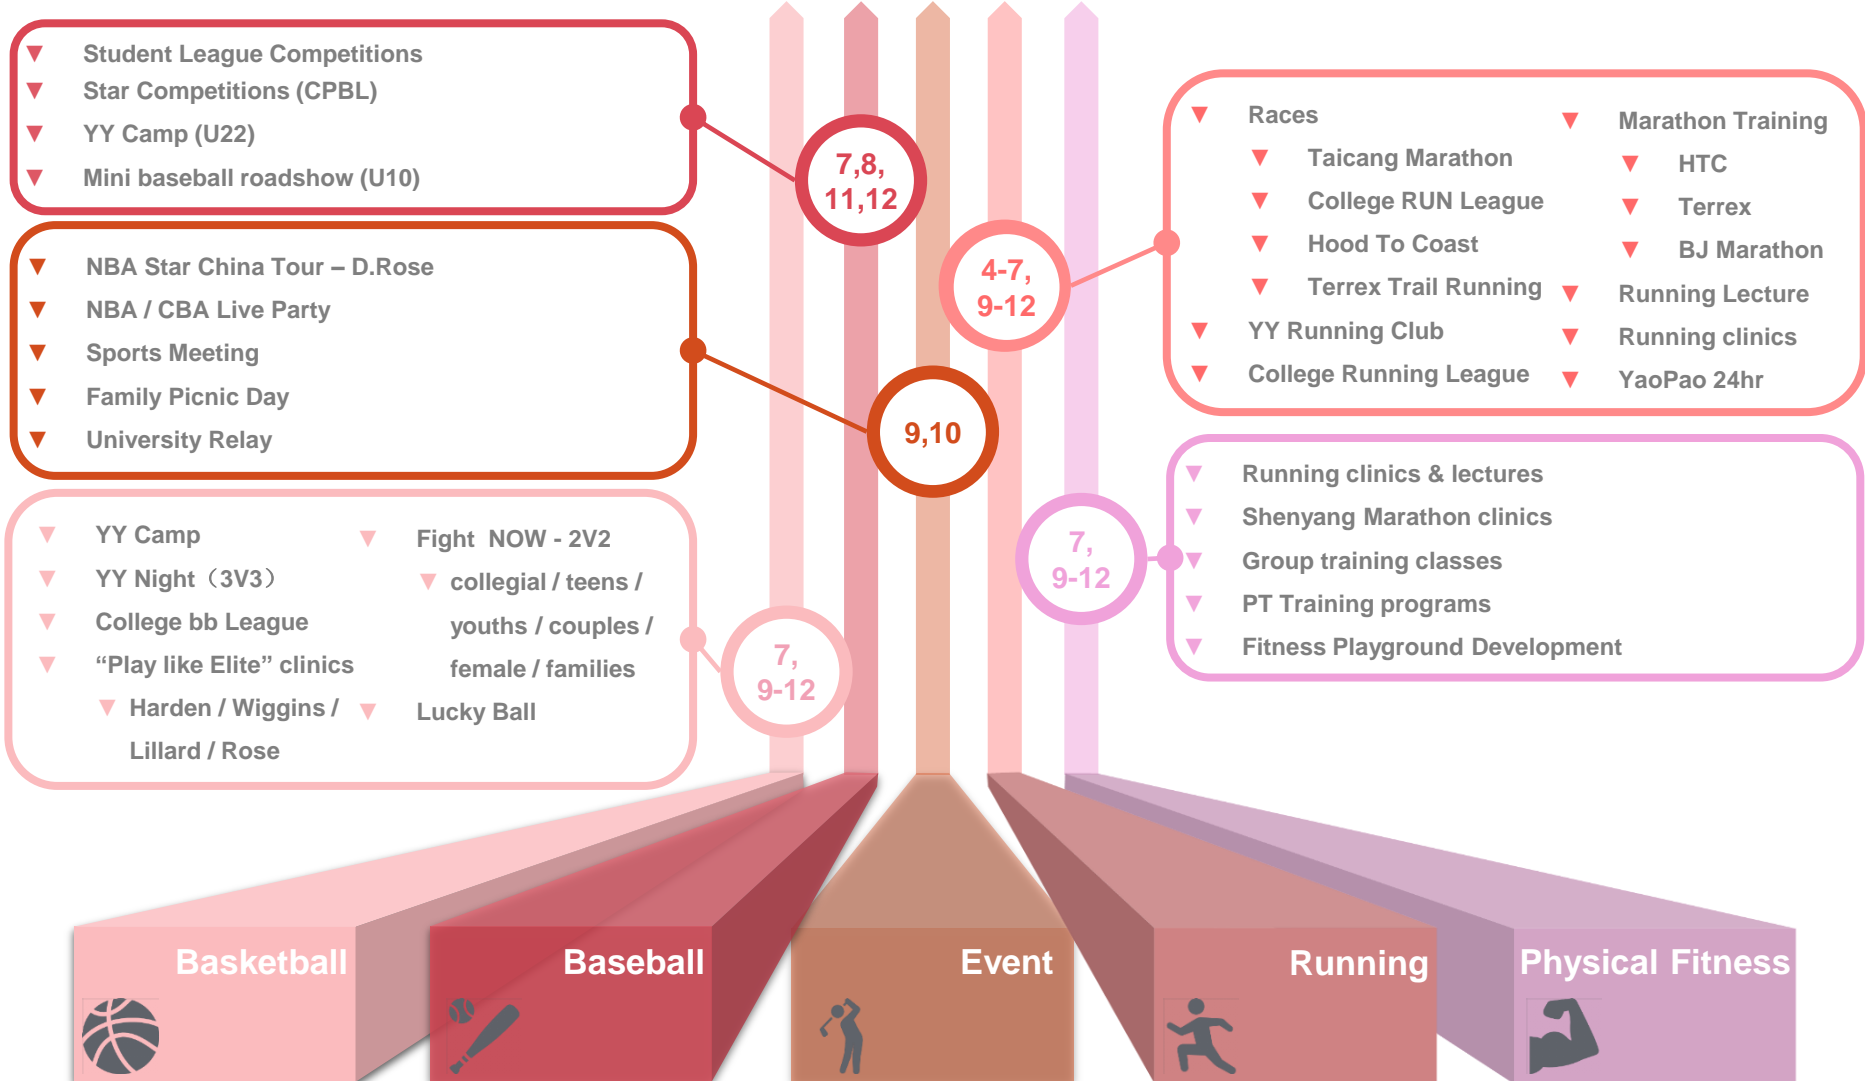 Student League Competitions
Star Competitions (CPBL)
YY Camp (U22)
Mini baseball roadshow (U10)
7,8,
11,12
NBA Star China Tour – D.Rose
NBA / CBA Live Party
Sports Meeting
Family Picnic Day
University Relay
9,10
YY Camp
YY Night（3V3）
College bb League
“Play like Elite” clinics
Harden / Wiggins /
Lillard / Rose
Fight  NOW - 2V2
collegial / teens /
youths / couples /
female / families
Lucky Ball
7,
9-12
4-7,
9-12
Races
Taicang Marathon
College RUN League
Hood To Coast
Terrex Trail Running
YY Running Club
College Running League
Marathon Training
HTC
Terrex
BJ Marathon
Running Lecture
Running clinics
YaoPao 24hr
7,
9-12
Running clinics & lectures
Shenyang Marathon clinics
Group training classes
PT Training programs
Fitness Playground Development
Basketball
Baseball
Event
Running
Physical Fitness